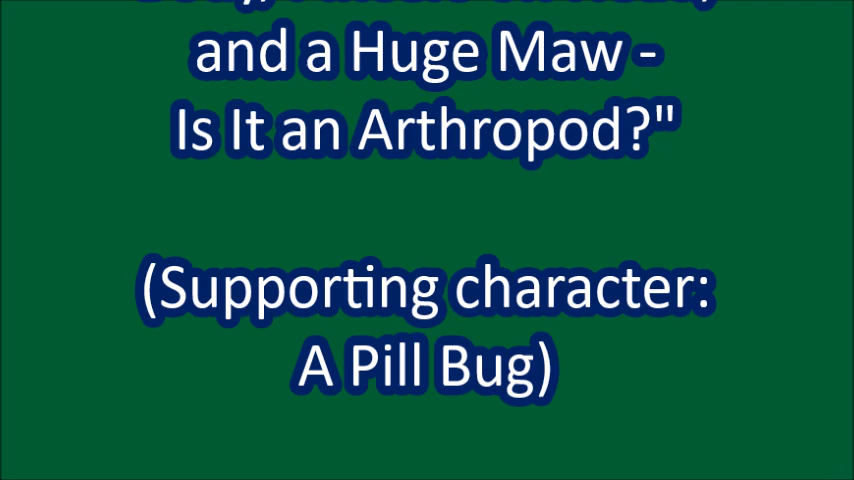 and a Huge Maw -
Is It an Arthropod?"
(Supporting character:
A Pill Bug)